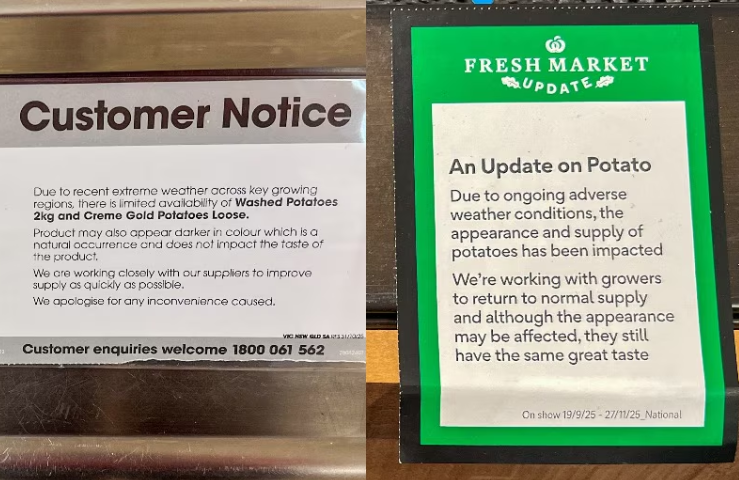 Customer Notice
Due to recent extreme weather across key growing
regions, there is limited availability of Washed Potatoes
2kg and Creme Gold Potatoes Loose.
Product may also appear darker in colour which is a
natural occurrence and does not impact the taste of
the product.
We are working closely with our suppliers to improve
supply as quickly as possible.
We apologise for any inconvenience caused.
VIC NSW QLD SA
Customer enquiries welcome 1800 061 562
FRESH MARKET
UPDATE
An Update on Potato
Due to ongoing adverse
weather conditions, the
appearance and supply of
potatoes has been impacted
We're working with growers
to return to normal supply
and although the appearance
may be affected, they still
have the same great taste
On show 19/9/25 - 27/11/25_National